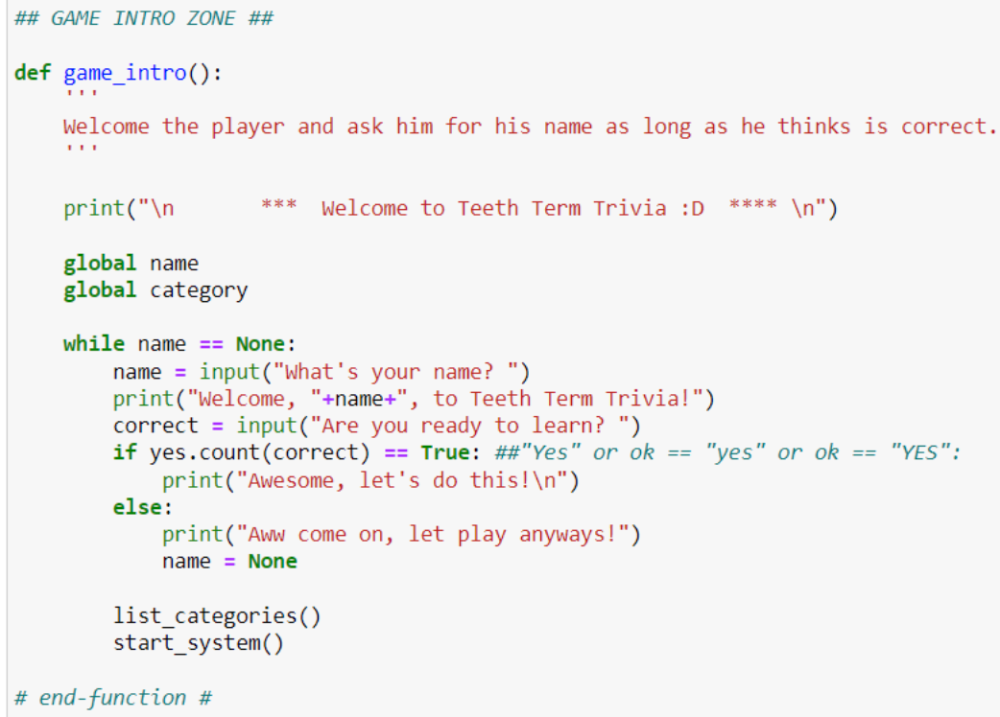 ## GAME INTRO ZONE ##
def game_intro():
'''
Welcome the player and ask him for his name as long as he thinks is correct.
'''
print("\n       ***  Welcome to Teeth Term Trivia :D  **** \n")
global name
global category
while name == None:
name = input("What's your name? ")
print("Welcome, "+name+", to Teeth Term Trivia!")
correct = input("Are you ready to learn? ")
if yes.count(correct) == True: ##"Yes" or ok == "yes" or ok == "YES":
print("Awesome, let's do this!\n")
else:
print("Aww come on, let play anyways!")
name = None
list_categories()
start_system()
# end-function #